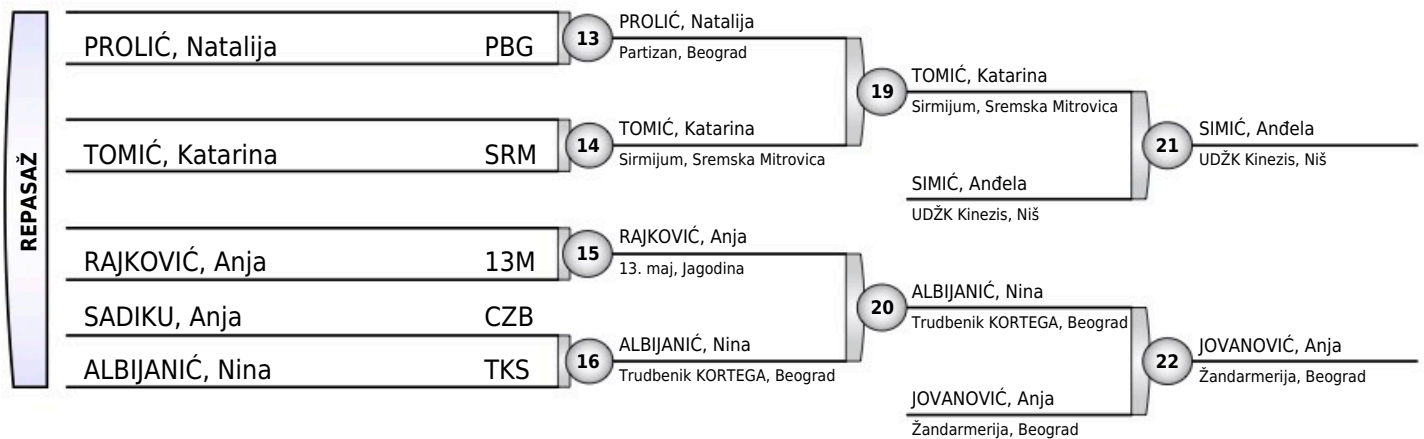 REPASAŽ
PROLIĆ, Natalija PBG
TOMIĆ, Katarina SRM
RAJKOVIĆ, Anja 13M
SADIKU, Anja CZB
ALBIJANIĆ, Nina TKS
13
PROLIĆ, Natalija
Partizan, Beograd
14
TOMIĆ, Katarina
Sirmijum, Sremska Mitrovica
15
RAJKOVIĆ, Anja
13. maj, Jagodina
16
ALBIJANIĆ, Nina
Trudbenik KORTEGA, Beograd
19
TOMIĆ, Katarina
Sirmijum, Sremska Mitrovica
SIMIĆ, Anđela
UDŽK Kinezis, Niš
20
ALBIJANIĆ, Nina
Trudbenik KORTEGA, Beograd
JOVANOVIĆ, Anja
Žandarmerija, Beograd
21
SIMIĆ, Anđela
UDŽK Kinezis, Niš
22
JOVANOVIĆ, Anja
Žandarmerija, Beograd